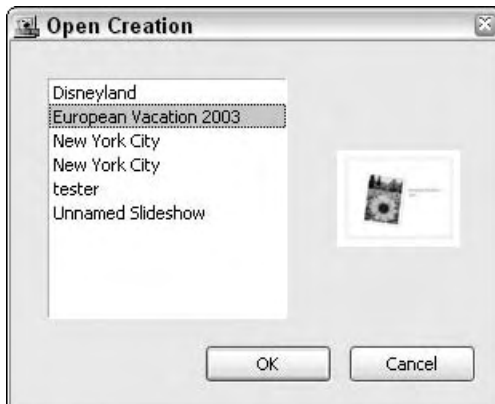 Open Creation
Disneyland
European Vacation 2003
New York City
New York City
tester
Unnamed Slideshow
OK
Cancel